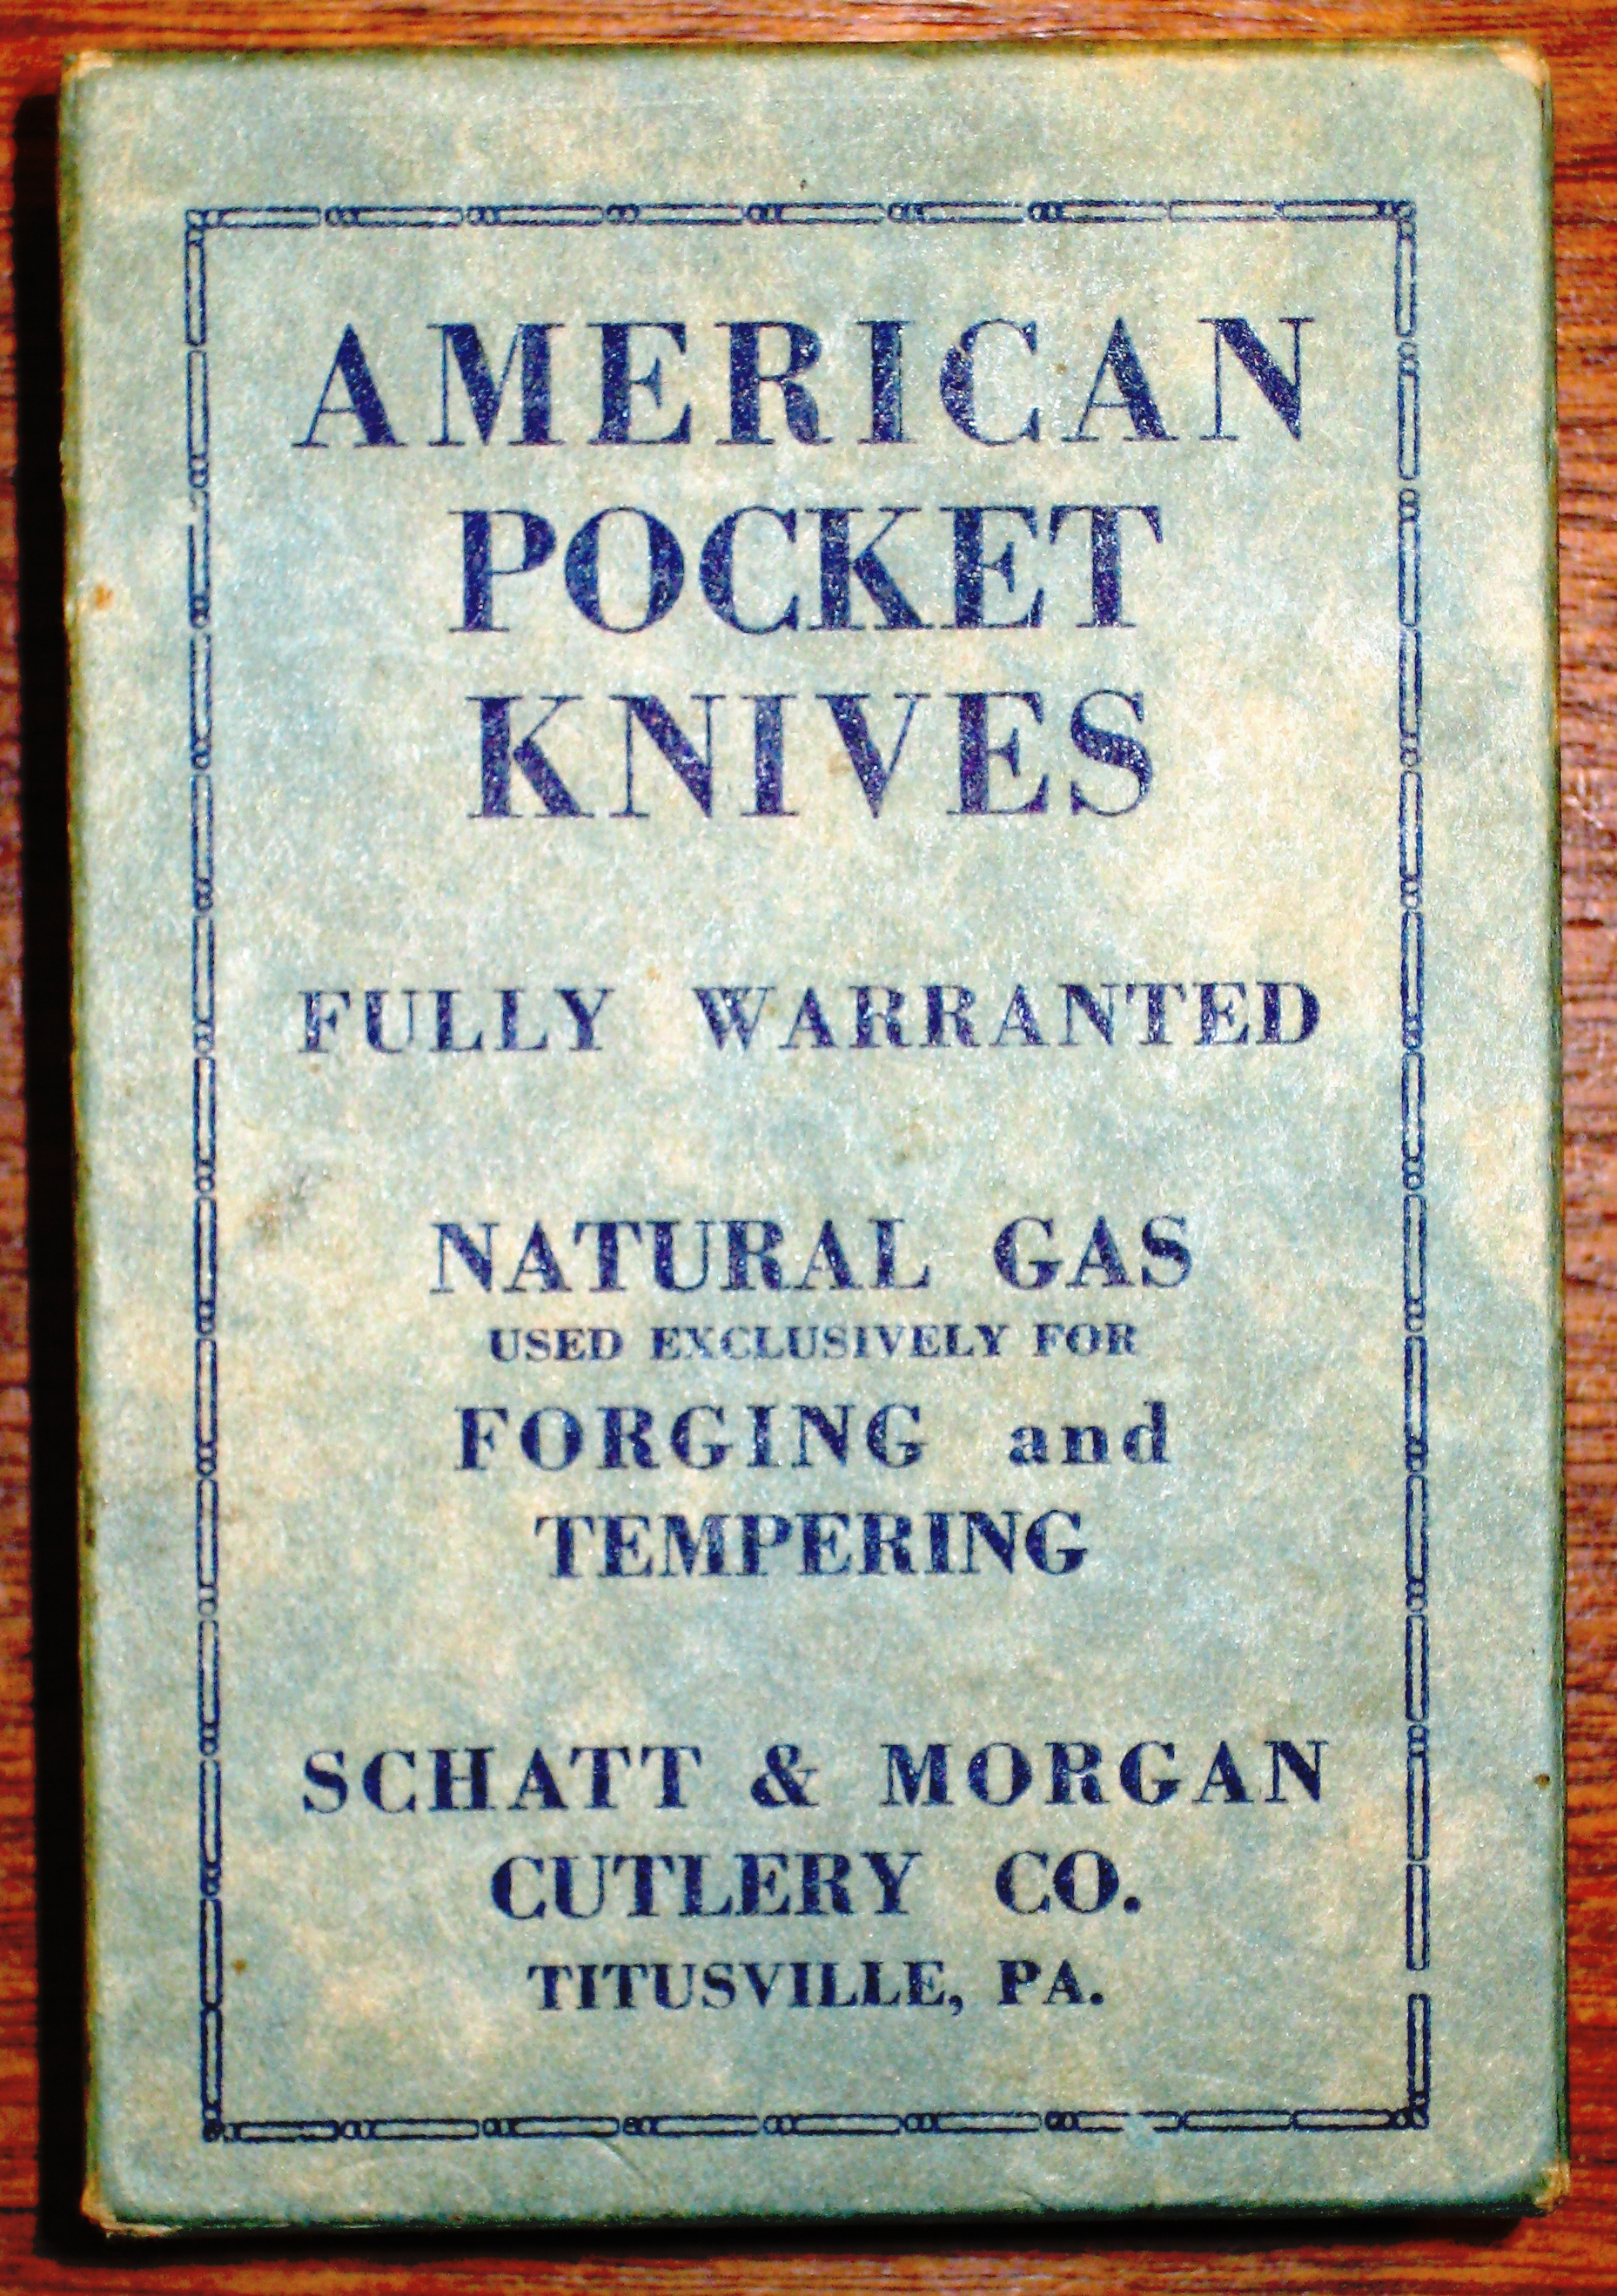 AMERICAN
POCKET
KNIVES
FULLY WARRANTED
NATURAL GAS
USED EXCLUSIVELY FOR
FORGING and
TEMPERING
SCHATT & MORGAN
CUTLERY CO.
TITUSVILLE, PA.